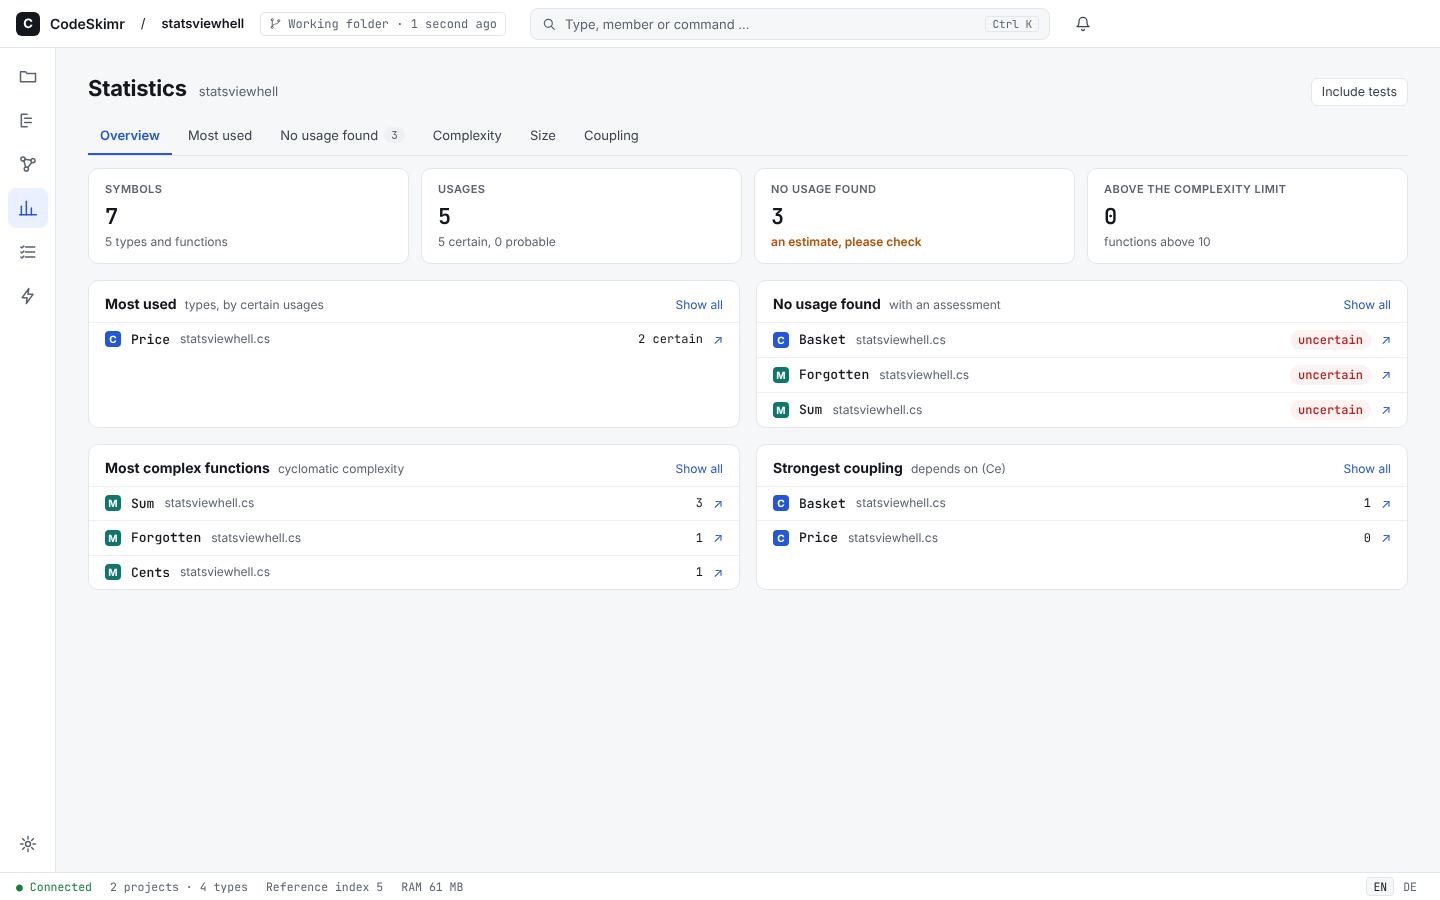 C CodeSkimr / statsviewhell Working folder · 1 second ago Type, member or command ... Ctrl K
Statistics statsviewhell Include tests
Overview Most used No usage found 3 Complexity Size Coupling
SYMBOLS
7
5 types and functions
USAGES
5
5 certain, 0 probable
NO USAGE FOUND
3
an estimate, please check
ABOVE THE COMPLEXITY LIMIT
0
functions above 10
Most used types, by certain usages Show all
C Price statsviewhell.cs 2 certain
No usage found with an assessment Show all
C Basket statsviewhell.cs uncertain
M Forgotten statsviewhell.cs uncertain
M Sum statsviewhell.cs uncertain
Most complex functions cyclomatic complexity Show all
M Sum statsviewhell.cs 3
M Forgotten statsviewhell.cs 1
M Cents statsviewhell.cs 1
Strongest coupling depends on (Ce) Show all
C Basket statsviewhell.cs 1
C Price statsviewhell.cs 0
Connected 2 projects · 4 types Reference index 5 RAM 61 MB EN DE